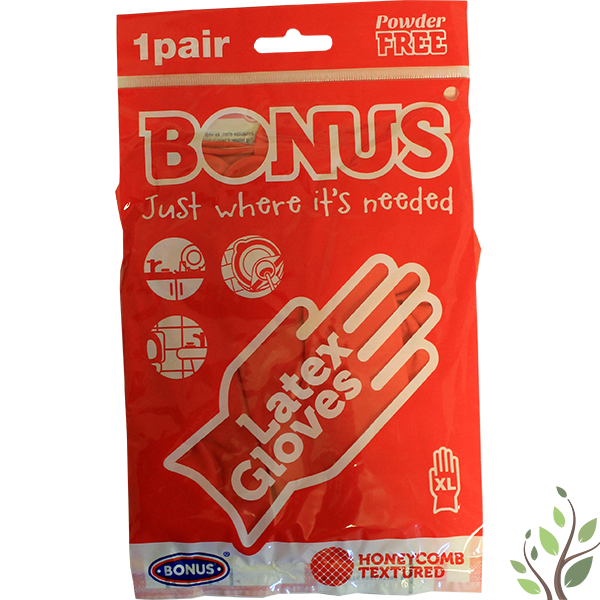 1pair
Powder
FREE
BONUS
Just where it's needed
Latex
Gloves
XL
BONUS®
HONEYCOMB
TEXTURED